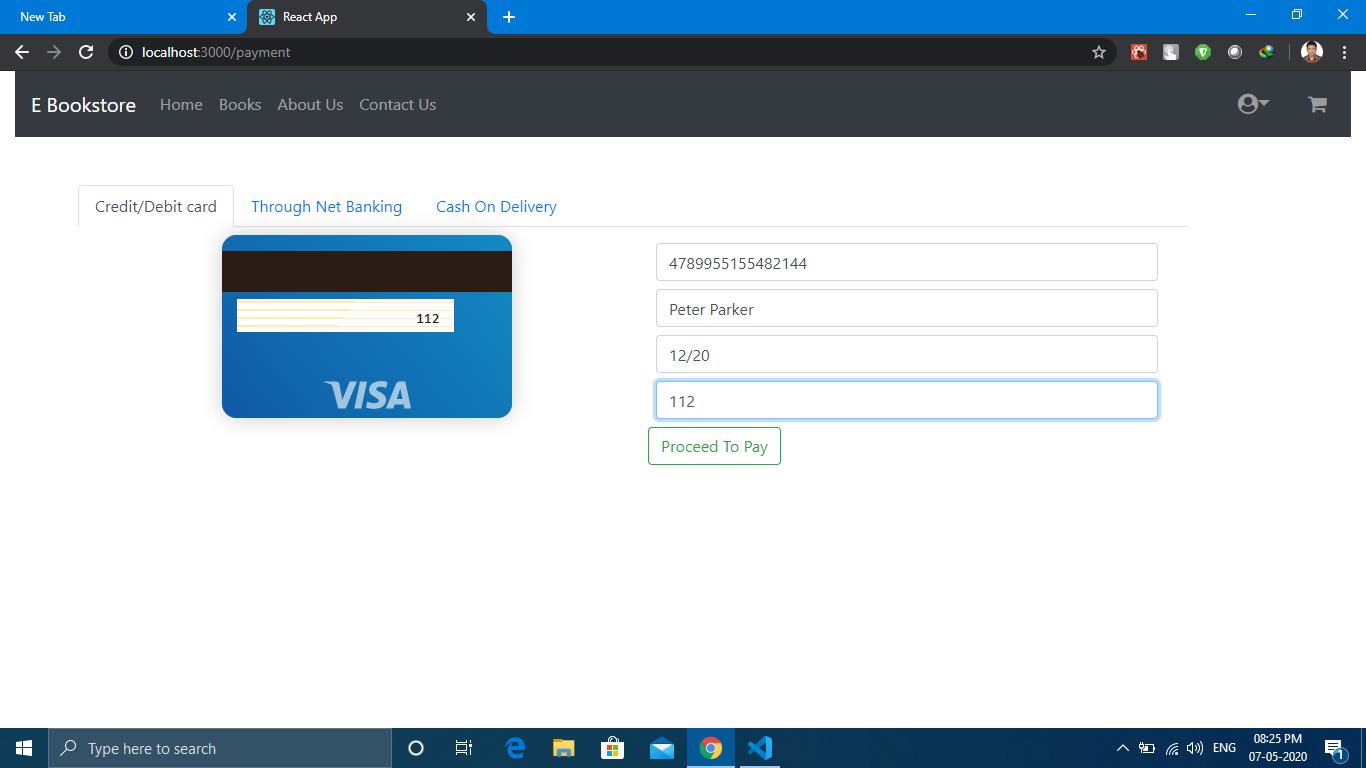 New Tab
React App
localhost:3000/payment
E Bookstore Home Books About Us Contact Us
Credit/Debit card Through Net Banking Cash On Delivery
4789955155482144
112
Peter Parker
12/20
VISA
112
Proceed To Pay
Type here to search
ENG
08:25 PM
07-05-2020
1